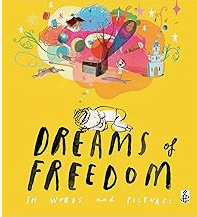 DREAMS of
FREEDOM
IN WORDS and PICTURES